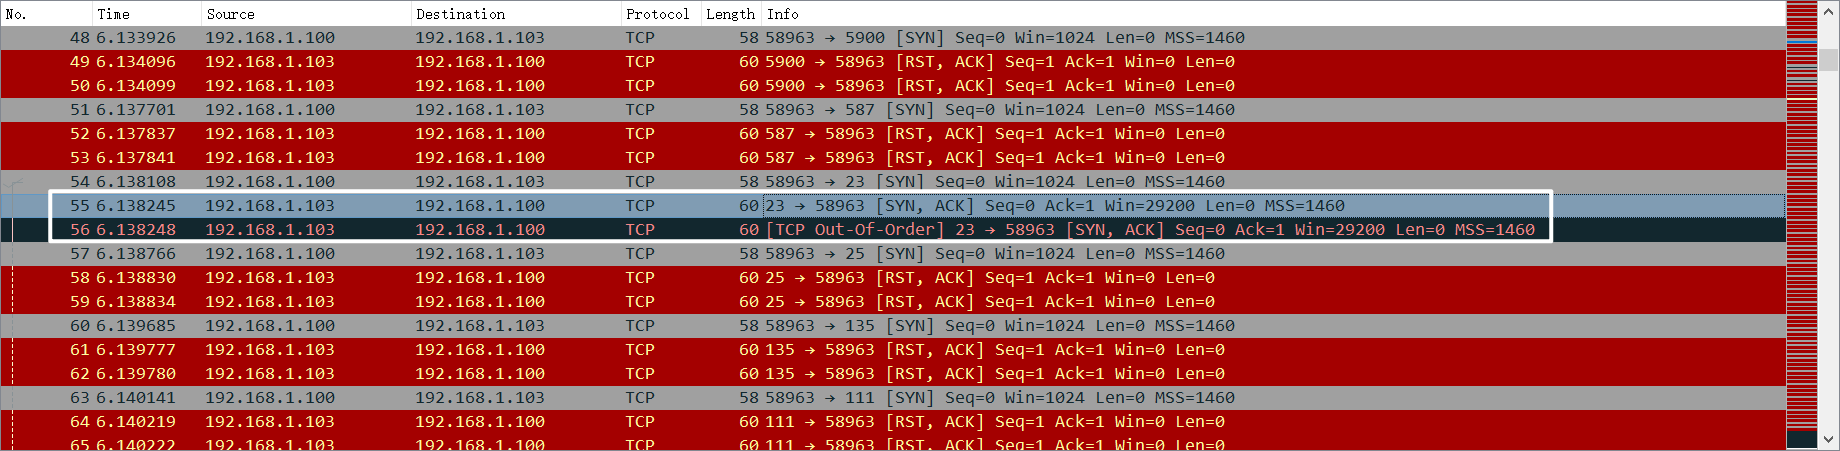 No. Time Source Destination Protocol Length Info
48 6.133926 192.168.1.100 192.168.1.103 TCP 58 58963 → 5900 [SYN] Seq=0 Win=1024 Len=0 MSS=1460
49 6.134096 192.168.1.103 192.168.1.100 TCP 60 5900 → 58963 [RST, ACK] Seq=1 Ack=1 Win=0 Len=0
50 6.134099 192.168.1.103 192.168.1.100 TCP 60 5900 → 58963 [RST, ACK] Seq=1 Ack=1 Win=0 Len=0
51 6.137701 192.168.1.100 192.168.1.103 TCP 58 58963 → 587 [SYN] Seq=0 Win=1024 Len=0 MSS=1460
52 6.137837 192.168.1.103 192.168.1.100 TCP 60 587 → 58963 [RST, ACK] Seq=1 Ack=1 Win=0 Len=0
53 6.137841 192.168.1.103 192.168.1.100 TCP 60 587 → 58963 [RST, ACK] Seq=1 Ack=1 Win=0 Len=0
54 6.138108 192.168.1.100 192.168.1.103 TCP 58 58963 → 23 [SYN] Seq=0 Win=1024 Len=0 MSS=1460
55 6.138245 192.168.1.103 192.168.1.100 TCP 60 23 → 58963 [SYN, ACK] Seq=0 Ack=1 Win=29200 Len=0 MSS=1460
56 6.138248 192.168.1.103 192.168.1.100 TCP 60 [TCP Out-Of-Order] 23 → 58963 [SYN, ACK] Seq=0 Ack=1 Win=29200 Len=0 MSS=1460
57 6.138766 192.168.1.100 192.168.1.103 TCP 58 58963 → 25 [SYN] Seq=0 Win=1024 Len=0 MSS=1460
58 6.138830 192.168.1.103 192.168.1.100 TCP 60 25 → 58963 [RST, ACK] Seq=1 Ack=1 Win=0 Len=0
59 6.138834 192.168.1.103 192.168.1.100 TCP 60 25 → 58963 [RST, ACK] Seq=1 Ack=1 Win=0 Len=0
60 6.139685 192.168.1.100 192.168.1.103 TCP 58 58963 → 135 [SYN] Seq=0 Win=1024 Len=0 MSS=1460
61 6.139777 192.168.1.103 192.168.1.100 TCP 60 135 → 58963 [RST, ACK] Seq=1 Ack=1 Win=0 Len=0
62 6.139780 192.168.1.103 192.168.1.100 TCP 60 135 → 58963 [RST, ACK] Seq=1 Ack=1 Win=0 Len=0
63 6.140141 192.168.1.100 192.168.1.103 TCP 58 58963 → 111 [SYN] Seq=0 Win=1024 Len=0 MSS=1460
64 6.140219 192.168.1.103 192.168.1.100 TCP 60 111 → 58963 [RST, ACK] Seq=1 Ack=1 Win=0 Len=0
65 6.140222 192.168.1.103 192.168.1.100 TCP 60 111 → 58963 [RST, ACK] Seq=1 Ack=1 Win=0 Len=0